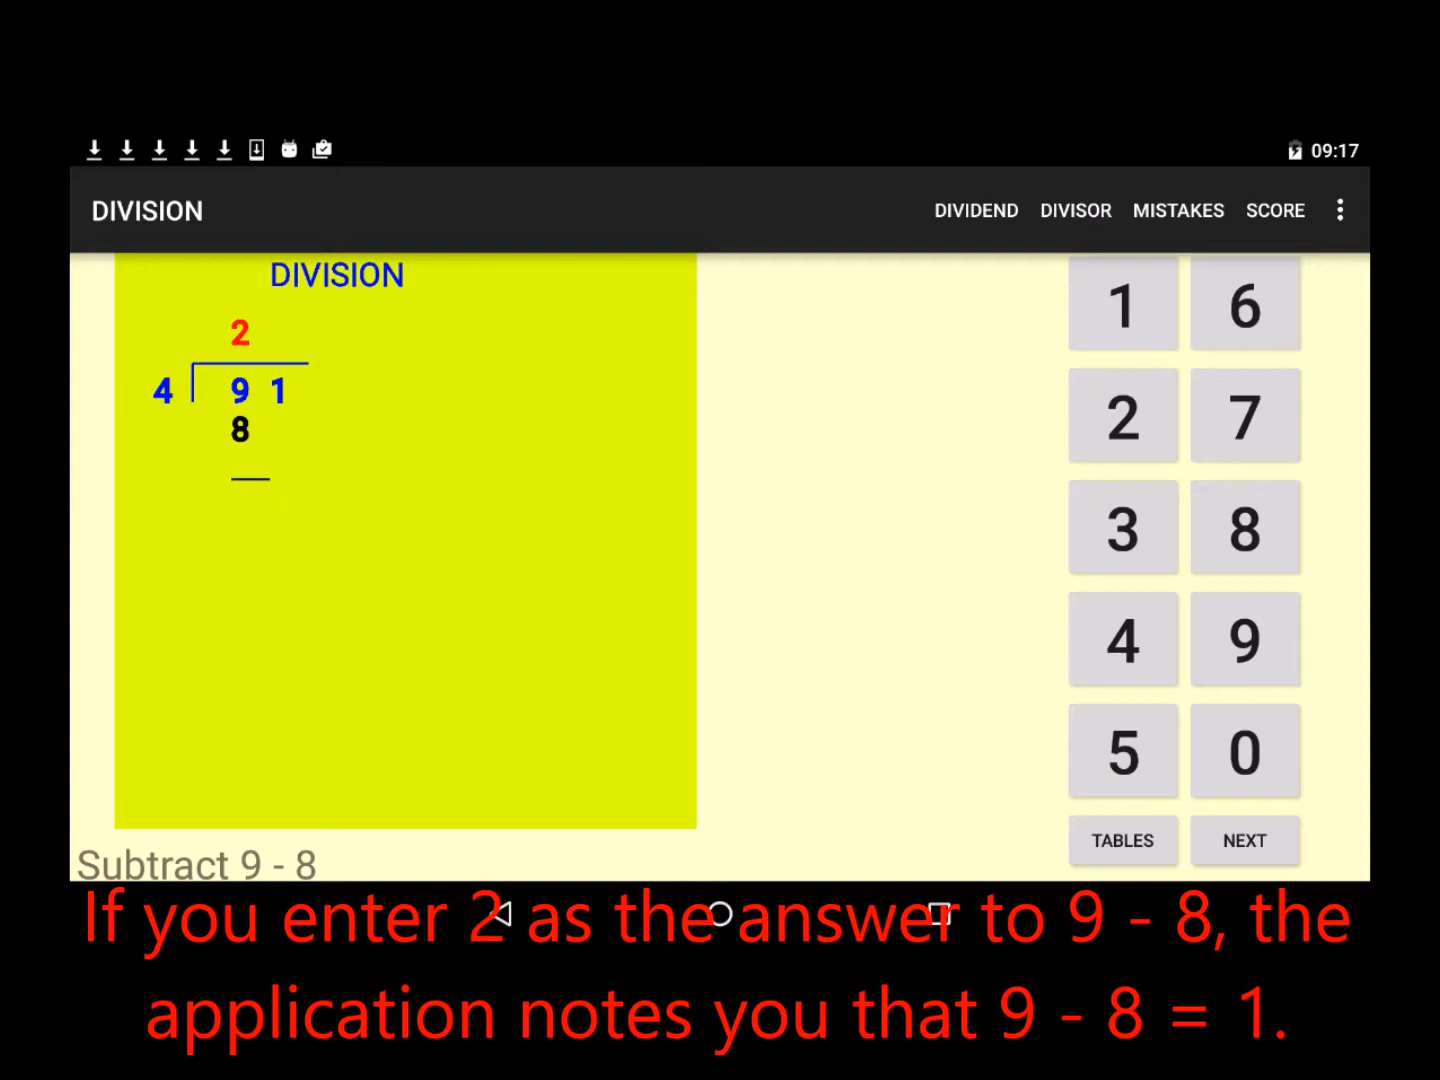 09:17
DIVISION DIVIDEND DIVISOR MISTAKES SCORE
DIVISION
2
4 9 1
8
1 6
2 7
3 8
4 9
5 0
TABLES NEXT
Subtract 9 - 8
If you enter 2 as the answer to 9 - 8, the
application notes you that 9 - 8 = 1.